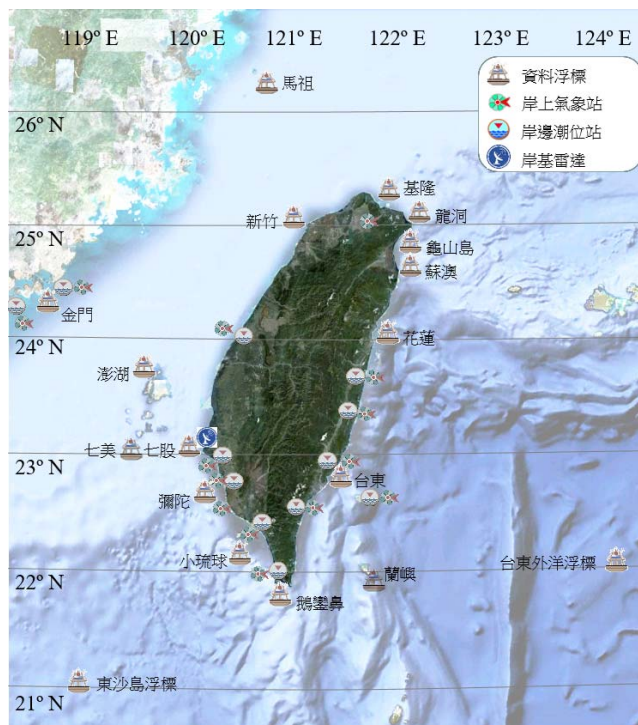 119° E 120° E 121° E 122° E 123° E 124° E
資料浮標
岸上氣象站
岸邊潮位站
岸基雷達
馬祖
26° N
基隆
新竹
龍洞
25° N
龜山島
蘇澳
金門
24° N
花蓮
澎湖
七美 七股
23° N
台東
彌陀
小琉球
台東外洋浮標
22° N
蘭嶼
鵝鑾鼻
東沙島浮標
21° N